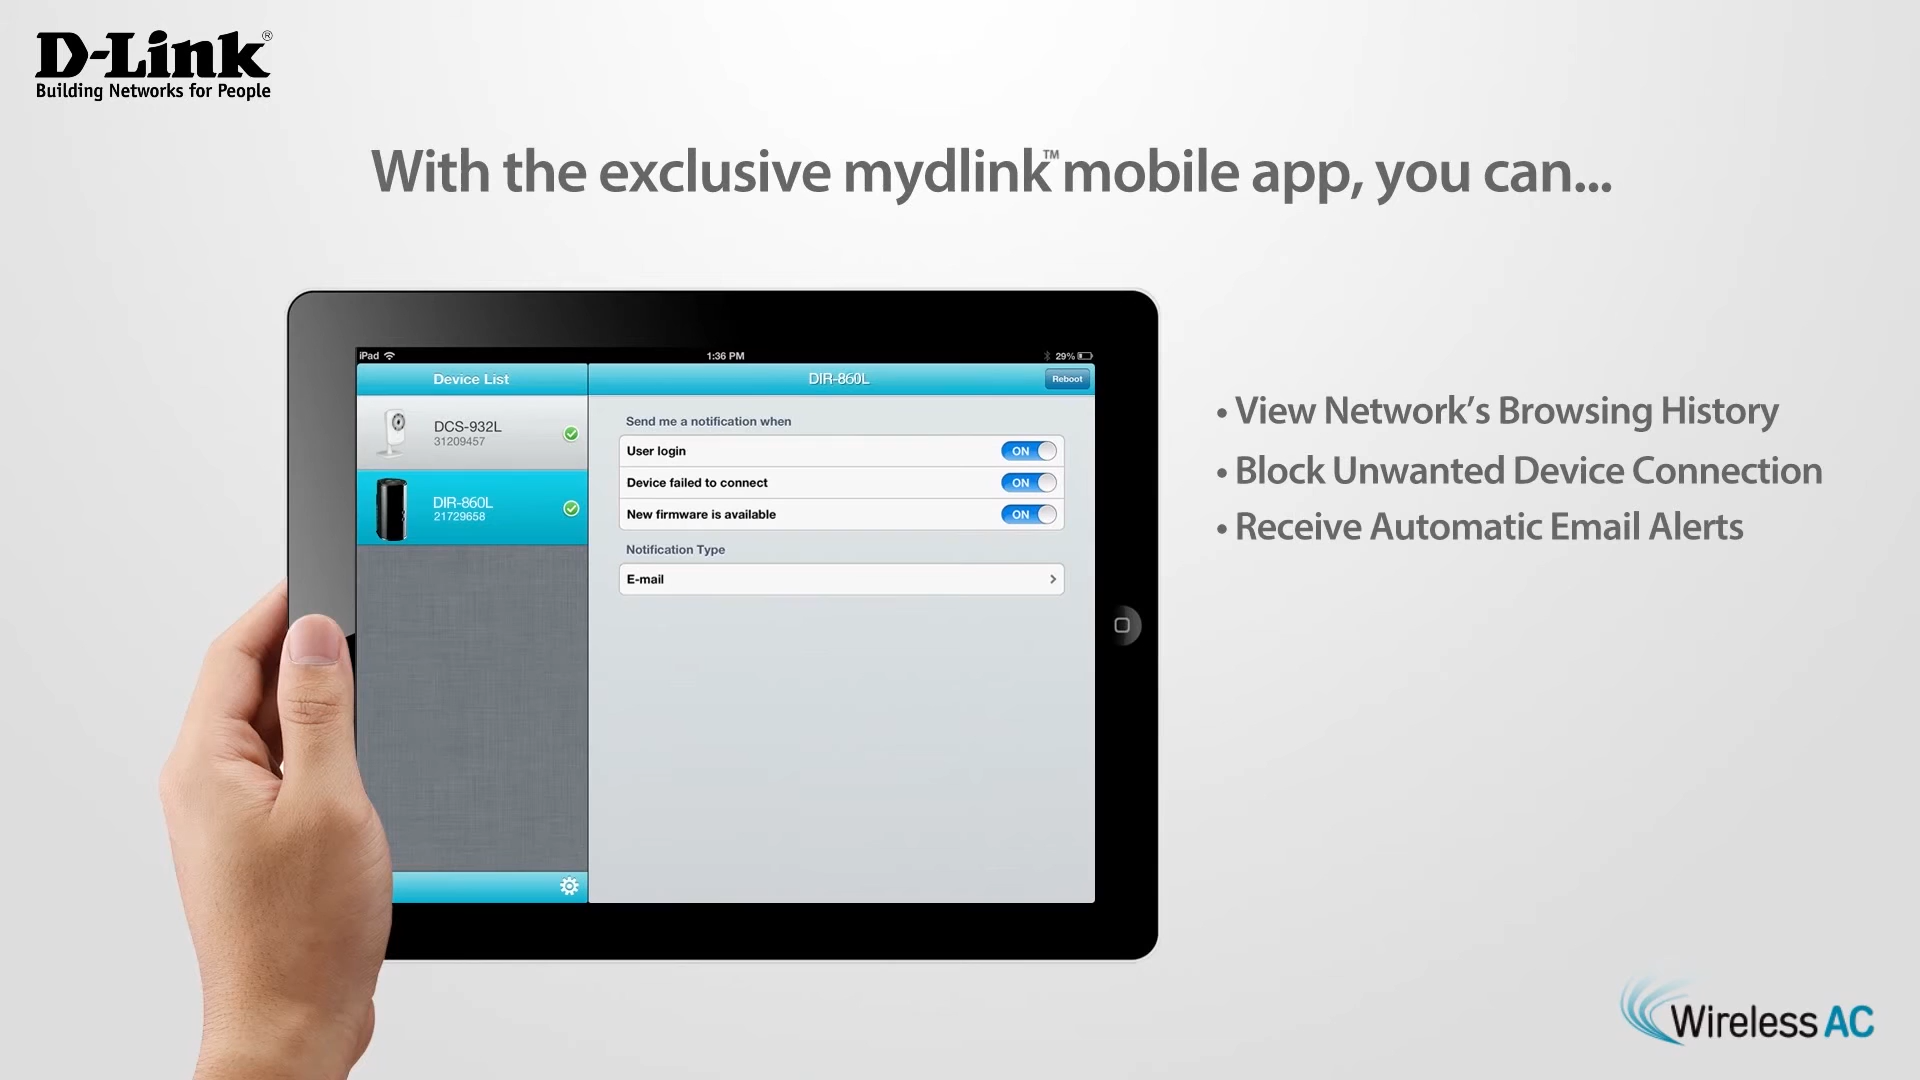 D-Link®
Building Networks for People
With the exclusive mydlink™ mobile app, you can...
iPad
1:36 PM
29%
Device List
DIR-860L
Reboot
DCS-932L
31209457
DIR-860L
21729658
Send me a notification when
User login
ON
Device failed to connect
ON
New firmware is available
ON
Notification Type
E-mail
• View Network’s Browsing History
• Block Unwanted Device Connection
• Receive Automatic Email Alerts
Wireless AC